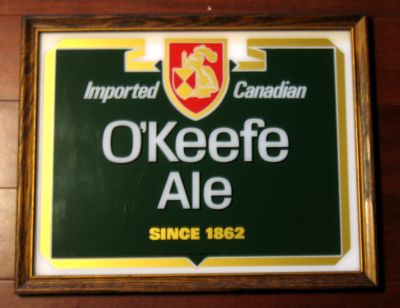 Imported Canadian
O'Keefe
Ale
SINCE 1862